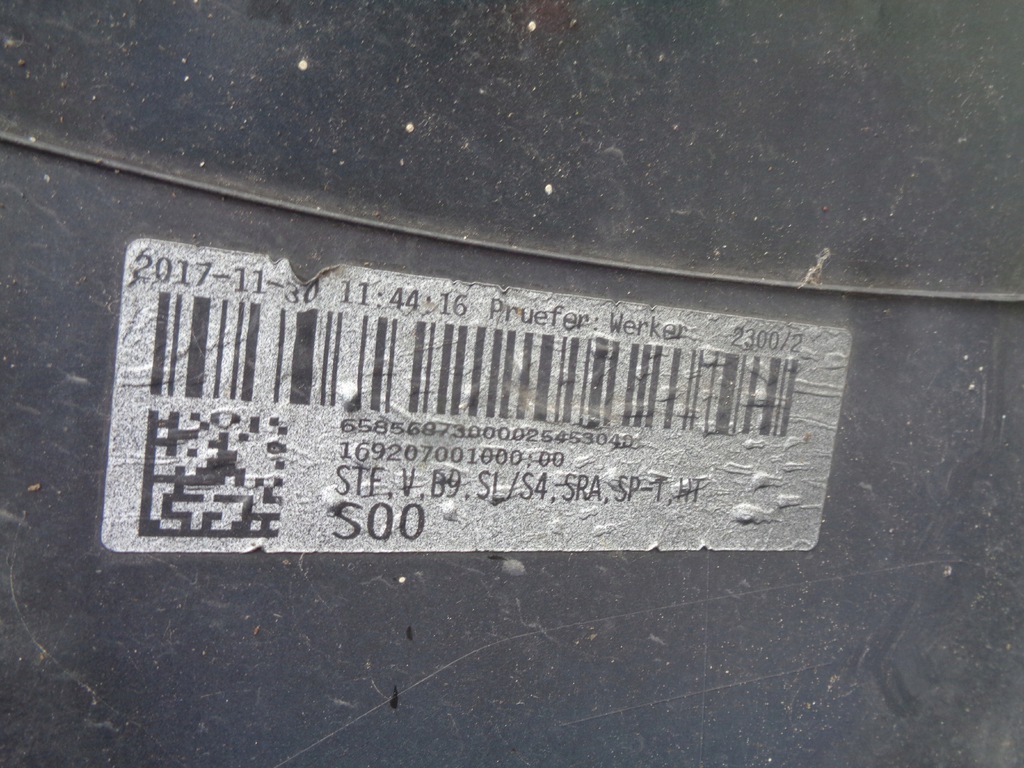 2017-11-30 11:44:16 Pruefer: Werker 2300/2
6585607300002545304D
169207001000:00
STF,V,B9,SL/S4,SRA,SP-T,HT
S00